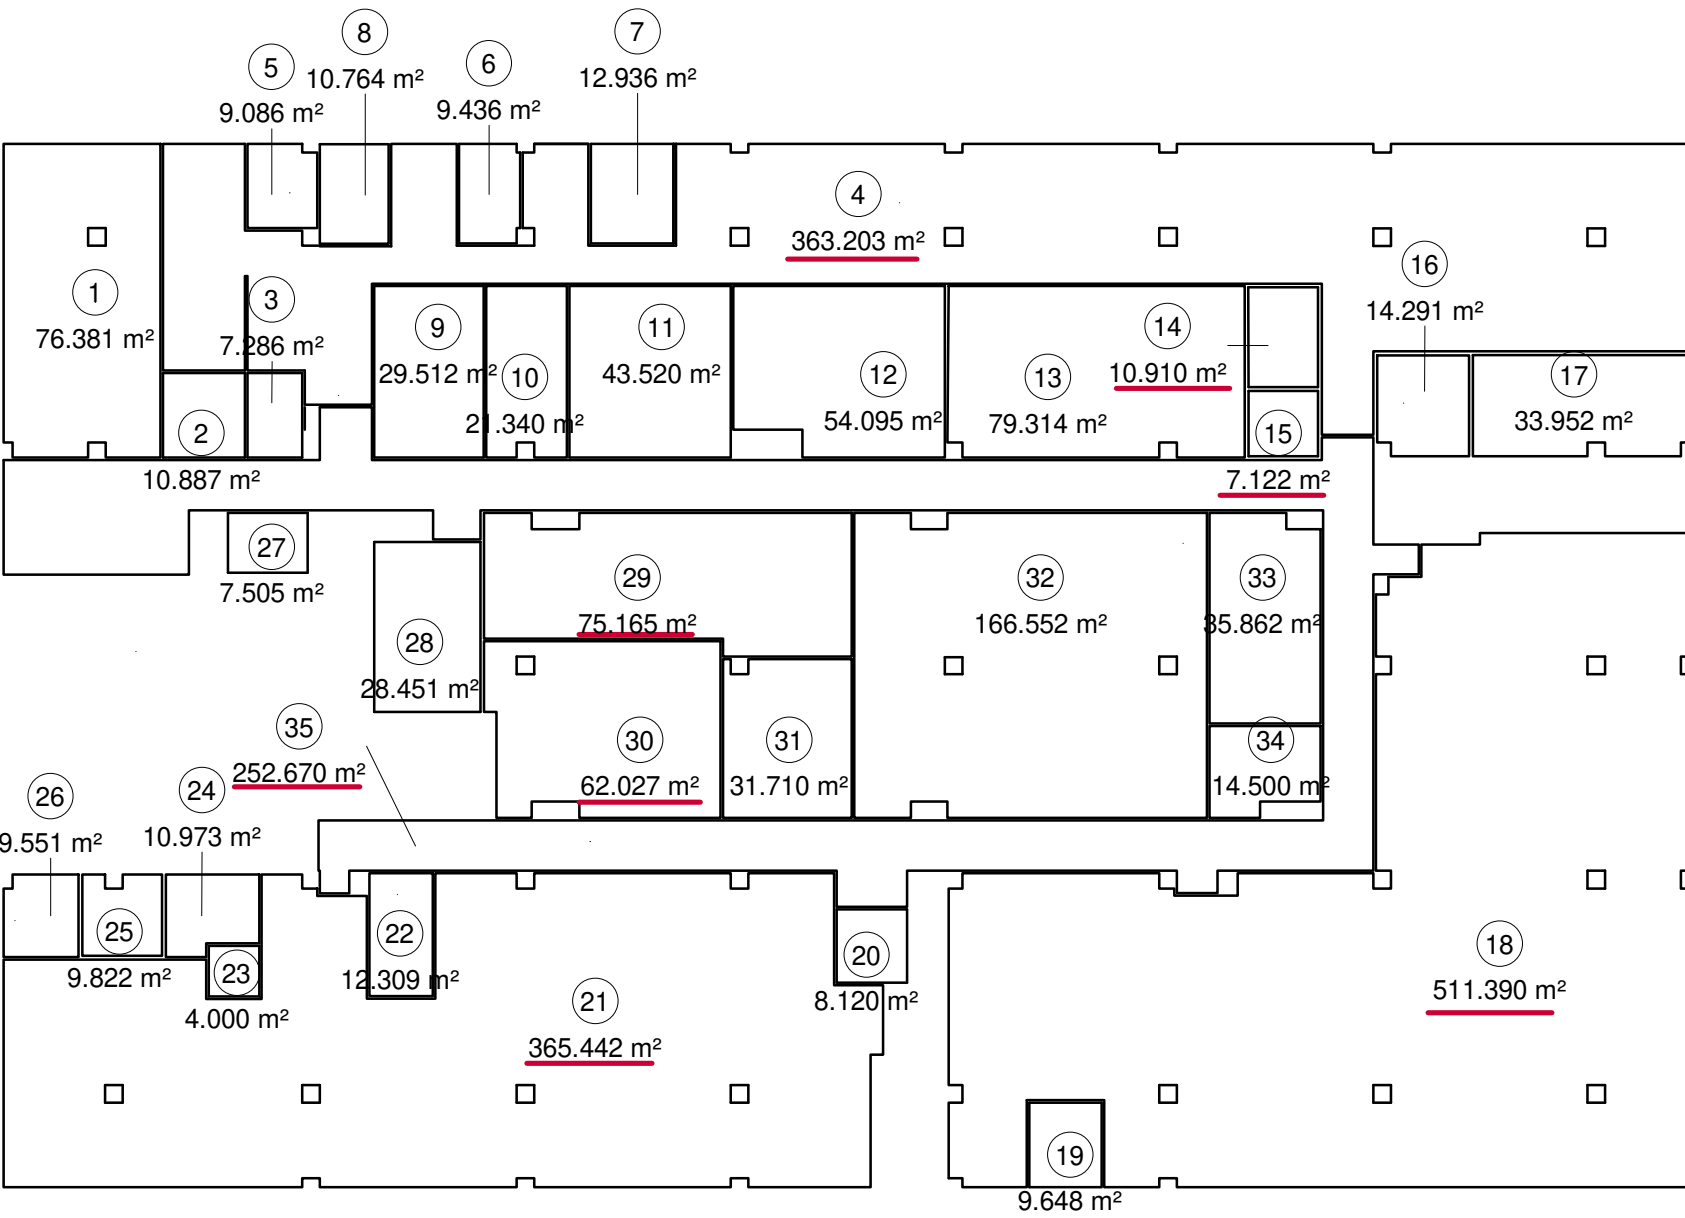 8
7
5
10.764 m²
6
12.936 m²
9.086 m²
9.436 m²
4
363.203 m²
16
1
3
14.291 m²
76.381 m²
7.286 m²
9
11
14
29.512 m²
10
43.520 m²
12
13
10.910 m²
17
2
21.340 m²
54.095 m²
79.314 m²
15
33.952 m²
10.887 m²
7.122 m²
27
29
32
33
7.505 m²
75.165 m²
166.552 m²
35.862 m²
28
28.451 m²
35
30
31
34
252.670 m²
62.027 m²
31.710 m²
14.500 m²
26
24
9.551 m²
10.973 m²
25
22
20
18
9.822 m²
23
12.309 m²
8.120 m²
511.390 m²
4.000 m²
21
365.442 m²
19
9.648 m²